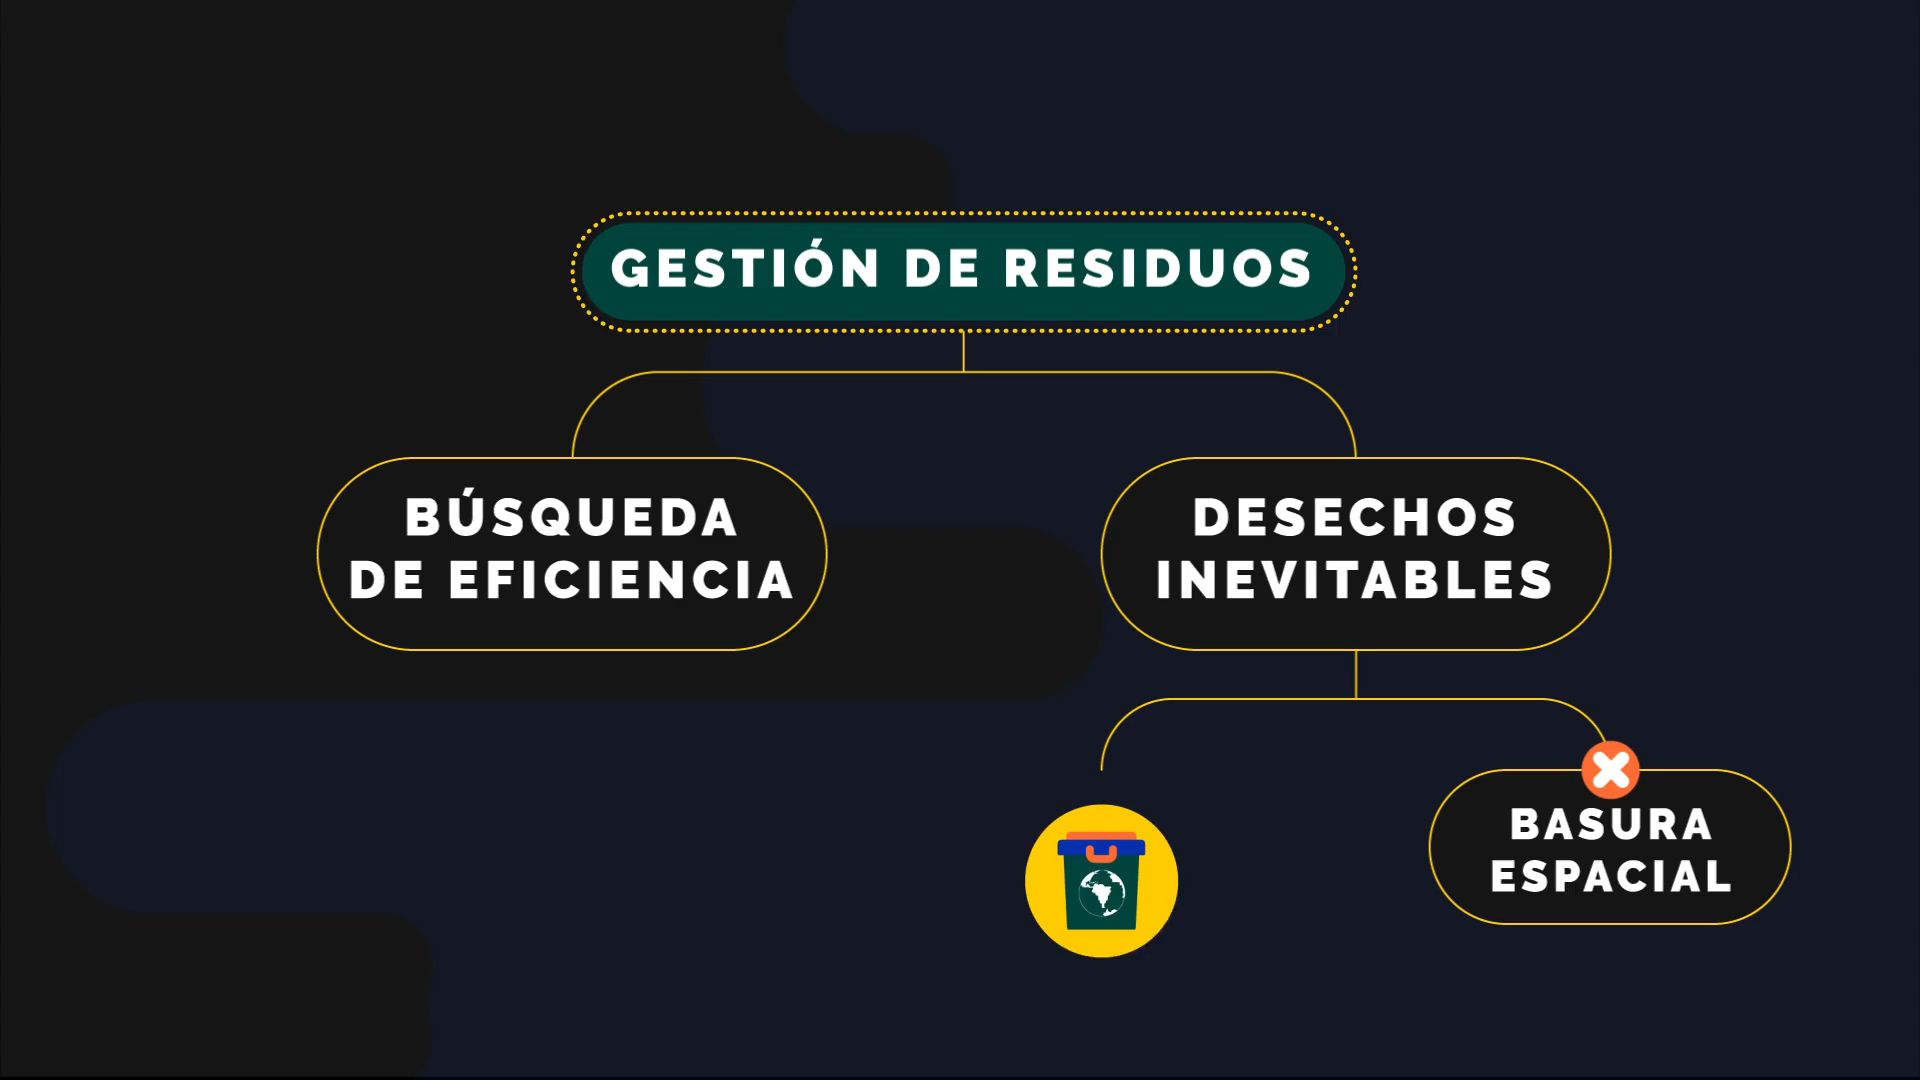 GESTIÓN DE RESIDUOS
BÚSQUEDA
DE EFICIENCIA
DESECHOS
INEVITABLES
BASURA
ESPACIAL